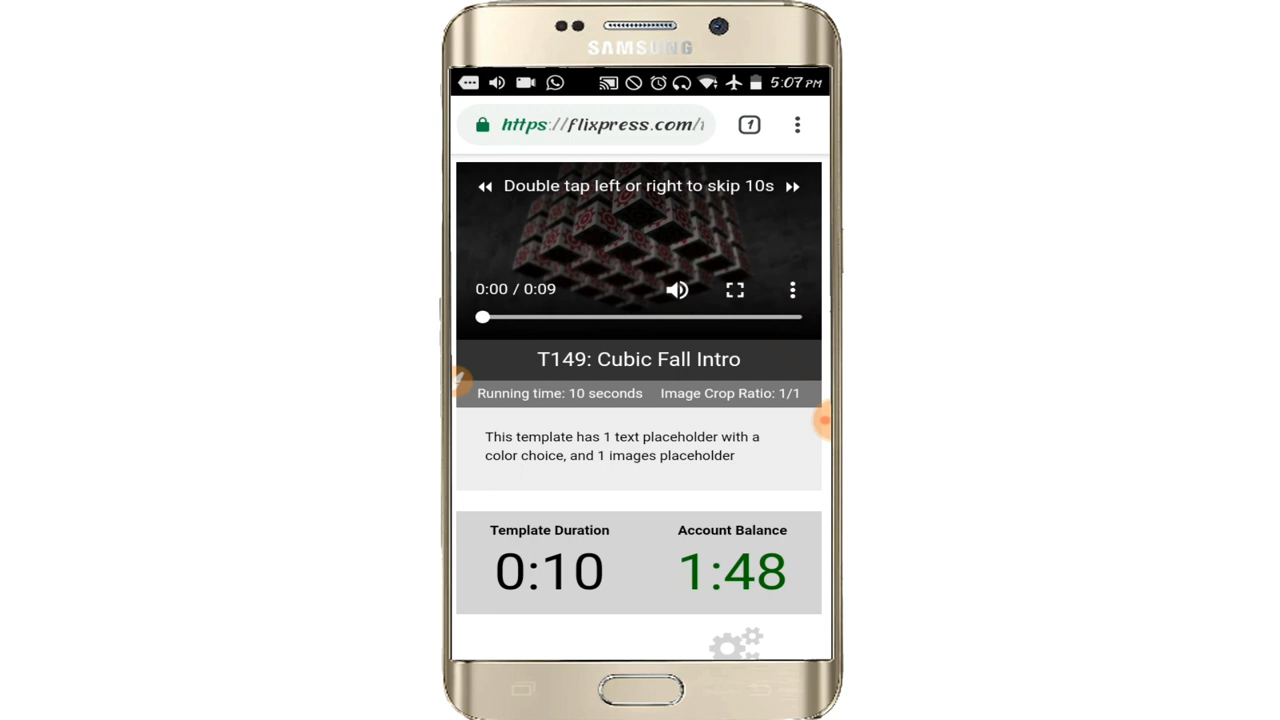 SAMSUNG
5:07 PM
https://flixpress.com/
1
Double tap left or right to skip 10s
0:00 / 0:09
T149: Cubic Fall Intro
Running time: 10 seconds Image Crop Ratio: 1/1
This template has 1 text placeholder with a
color choice, and 1 images placeholder
Template Duration Account Balance
0:10 1:48